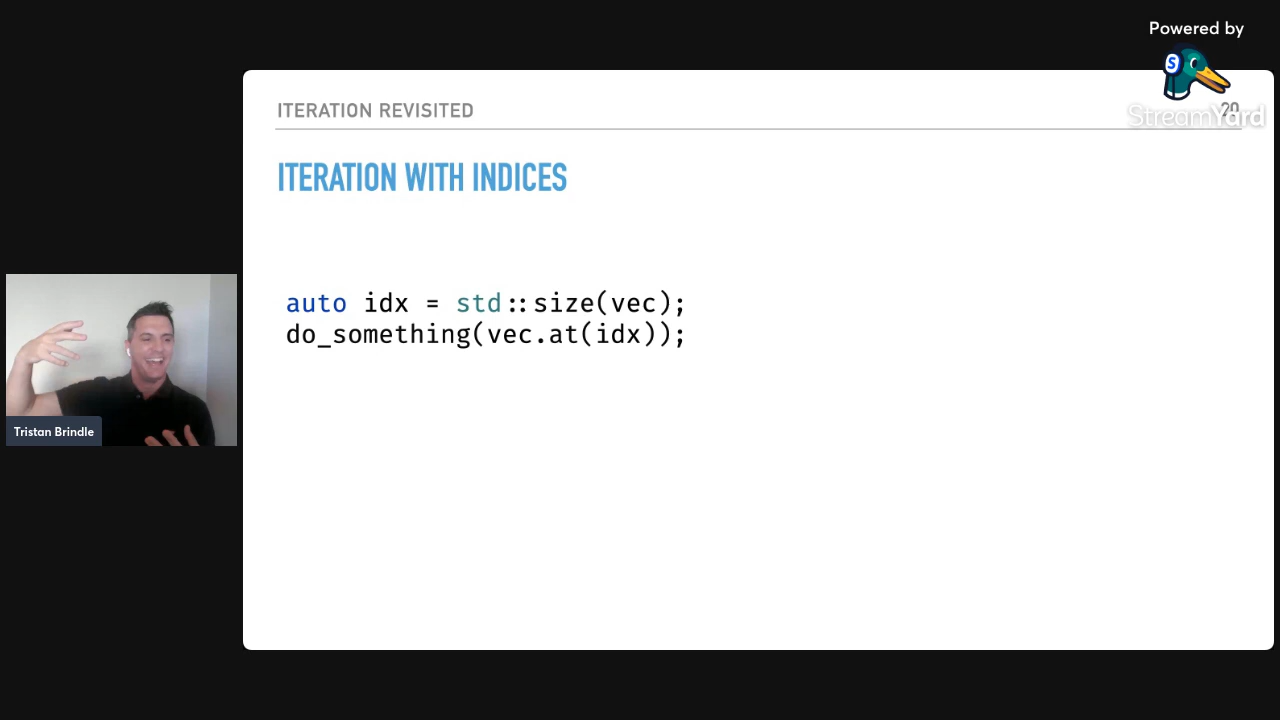 Powered by
S
StreamYard
ITERATION REVISITED
20
ITERATION WITH INDICES
auto idx = std::size(vec);
do_something(vec.at(idx));
Tristan Brindle